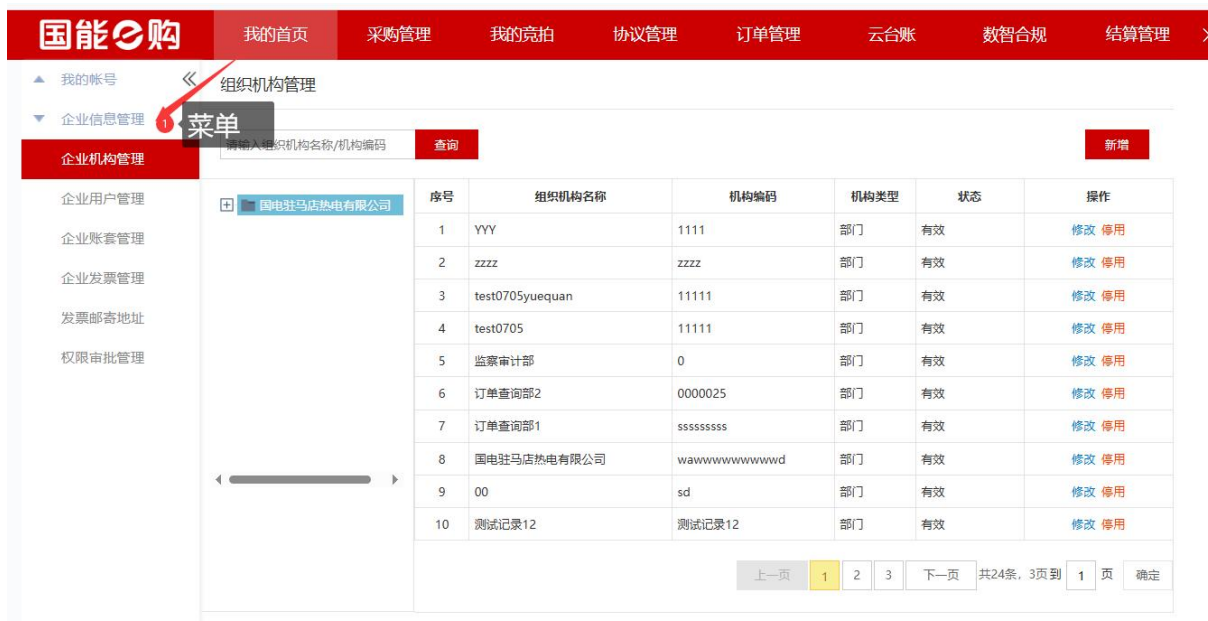 国能e购 我的首页 采购管理 我的竞拍 协议管理 订单管理 云台账 数智合规 结算管理
我的帐号
组织机构管理
企业信息管理 1 菜单
请输入组织机构名称/机构编码 查询 新增
企业机构管理
企业用户管理
企业账套管理
企业发票管理
发票邮寄地址
权限审批管理
国电驻马店热电有限公司
序号 组织机构名称 机构编码 机构类型 状态 操作
1 YYY 1111 部门 有效 修改 停用
2 zzzz zzzz 部门 有效 修改 停用
3 test0705yuequan 11111 部门 有效 修改 停用
4 test0705 11111 部门 有效 修改 停用
5 监察审计部 0 部门 有效 修改 停用
6 订单查询部2 0000025 部门 有效 修改 停用
7 订单查询部1 sssssssss 部门 有效 修改 停用
8 国电驻马店热电有限公司 wawwwwwwwwwd 部门 有效 修改 停用
9 00 sd 部门 有效 修改 停用
10 测试记录12 测试记录12 部门 有效 修改 停用
上一页 1 2 3 下一页 共24条, 3页 到 1 页 确定